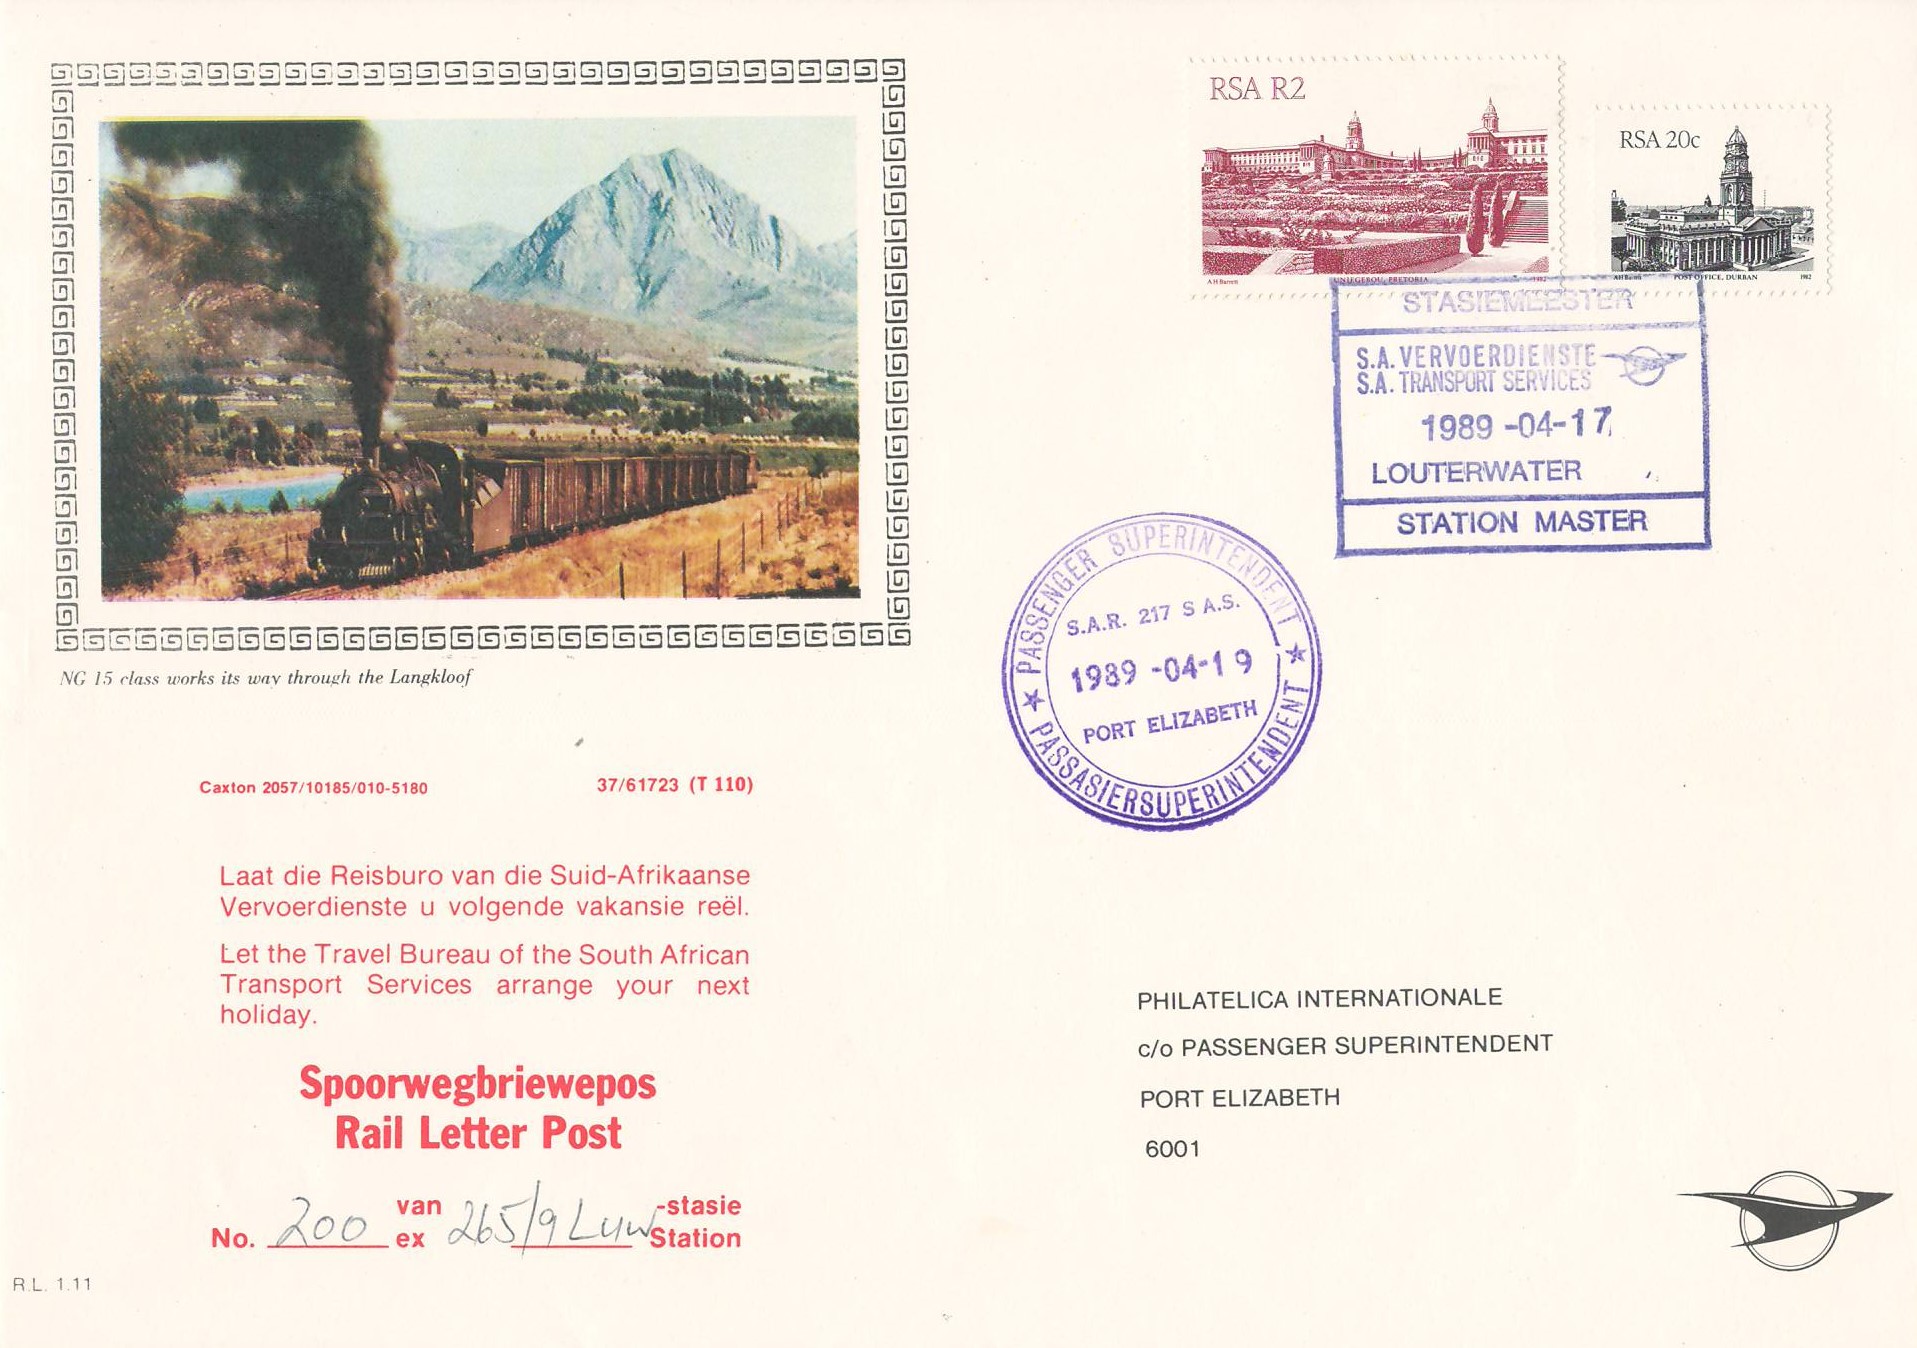 RSA R2
A H Barrett UNIEGEBOU, PRETORIA 1982
RSA 20c
A H Barrett POST OFFICE, DURBAN 1982
STASIEMEESTER
S.A. VERVOERDIENSTE
S.A. TRANSPORT SERVICES
1989 -04-17
LOUTERWATER
STATION MASTER
PASSENGER SUPERINTENDENT
S.A.R. 217 S A.S.
1989 -04-19
PORT ELIZABETH
PASSASIERSUPERINTENDENT
NG 15 class works its way through the Langkloof
Caxton 2057/10185/010-5180 37/61723 (T 110)
Laat die Reisburo van die Suid-Afrikaanse
Vervoerdienste u volgende vakansie reël.
Let the Travel Bureau of the South African
Transport Services arrange your next
holiday.
Spoorwegbriewepos
Rail Letter Post
van -stasie
No. 200 ex 265/9 Luw Station
R.L. 1.11
PHILATELICA INTERNATIONALE
c/o PASSENGER SUPERINTENDENT
PORT ELIZABETH
6001